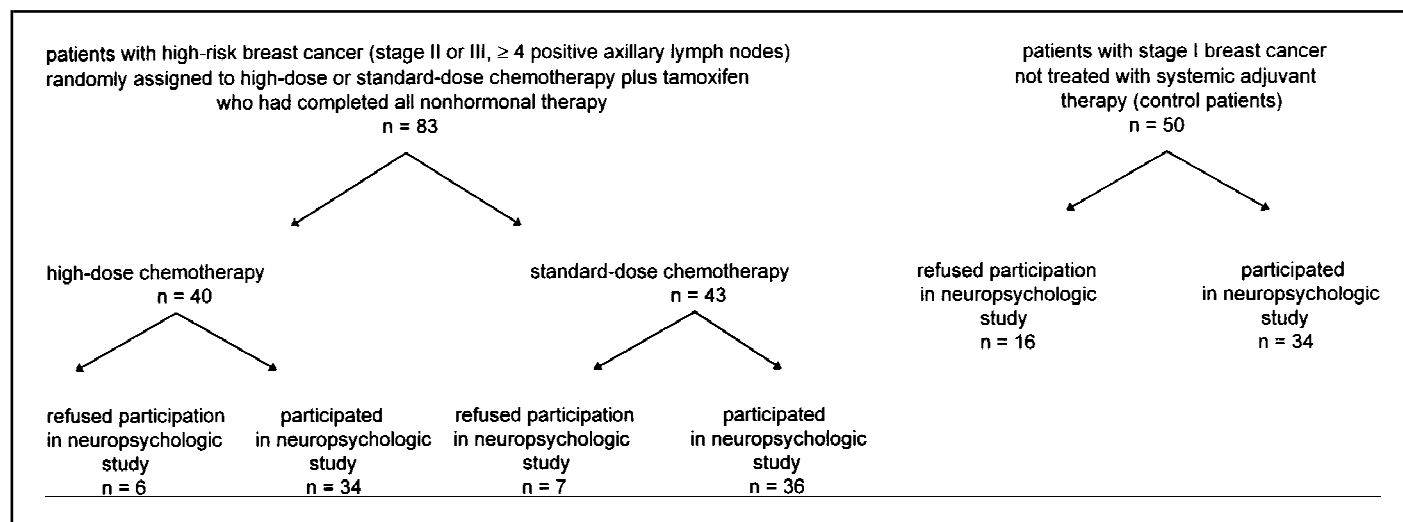 patients with high-risk breast cancer (stage II or III, ≥ 4 positive axillary lymph nodes)
randomly assigned to high-dose or standard-dose chemotherapy plus tamoxifen
who had completed all nonhormonal therapy
n = 83
patients with stage I breast cancer
not treated with systemic adjuvant
therapy (control patients)
n = 50
high-dose chemotherapy
n = 40
standard-dose chemotherapy
n = 43
refused participation
in neuropsychologic
study
n = 16
participated
in neuropsychologic
study
n = 34
refused participation
in neuropsychologic
study
n = 6
participated
in neuropsychologic
study
n = 34
refused participation
in neuropsychologic
study
n = 7
participated
in neuropsychologic
study
n = 36